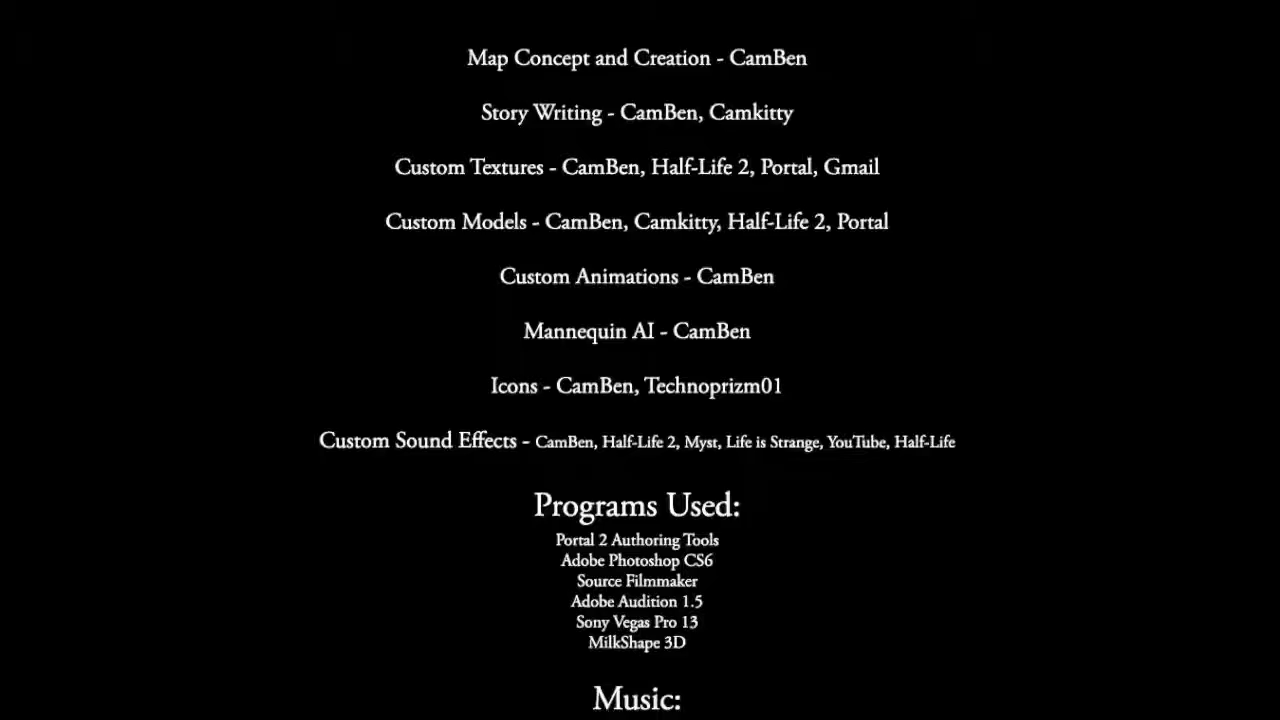 Map Concept and Creation - CamBen
Story Writing - CamBen, Camkitty
Custom Textures - CamBen, Half-Life 2, Portal, Gmail
Custom Models - CamBen, Camkitty, Half-Life 2, Portal
Custom Animations - CamBen
Mannequin AI - CamBen
Icons - CamBen, Technoprizm01
Custom Sound Effects - CamBen, Half-Life 2, Myst, Life is Strange, YouTube, Half-Life
Programs Used:
Portal 2 Authoring Tools
Adobe Photoshop CS6
Source Filmmaker
Adobe Audition 1.5
Sony Vegas Pro 13
MilkShape 3D
Music: